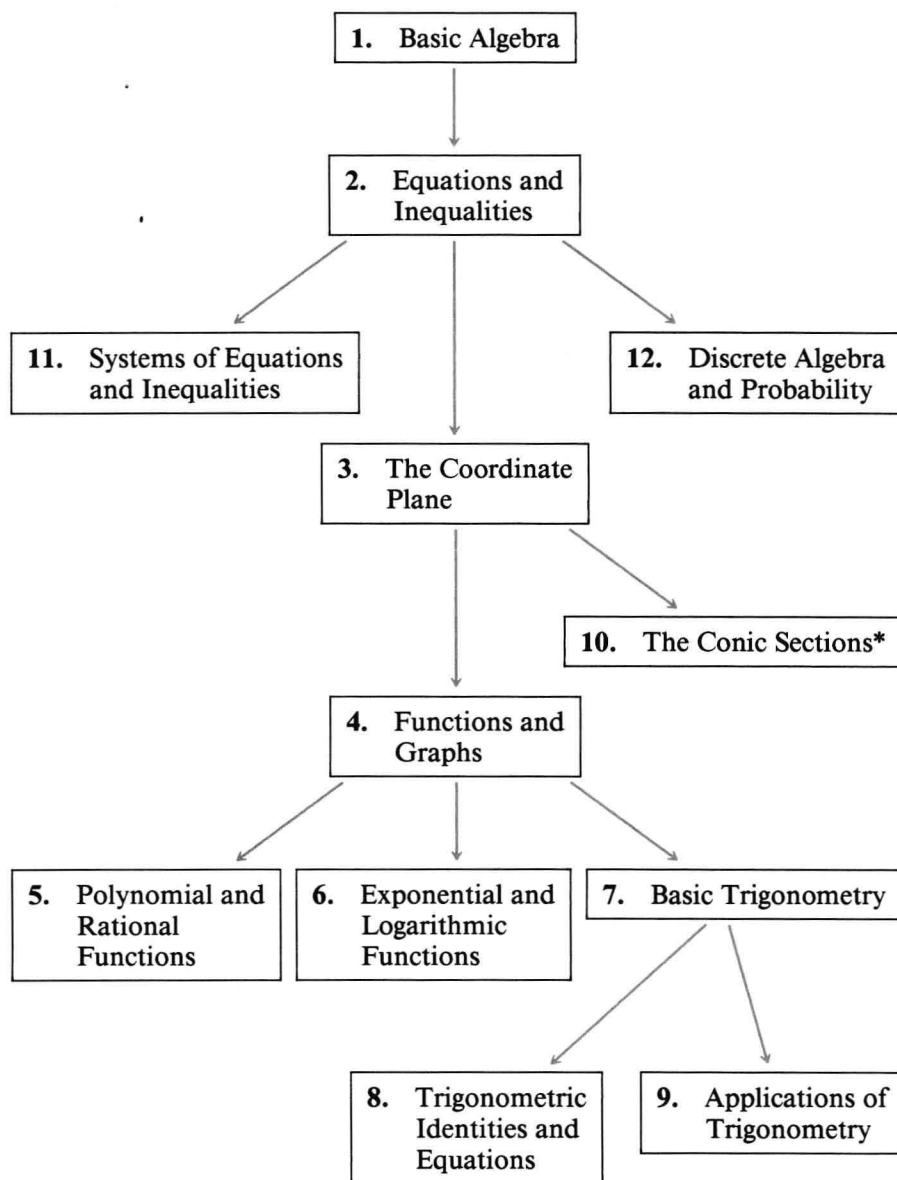 1. Basic Algebra
2. Equations and
Inequalities
11. Systems of Equations
and Inequalities
12. Discrete Algebra
and Probability
3. The Coordinate
Plane
10. The Conic Sections*
4. Functions and
Graphs
5. Polynomial and
Rational
Functions
6. Exponential and
Logarithmic
Functions
7. Basic Trigonometry
8. Trigonometric
Identities and
Equations
9. Applications of
Trigonometry